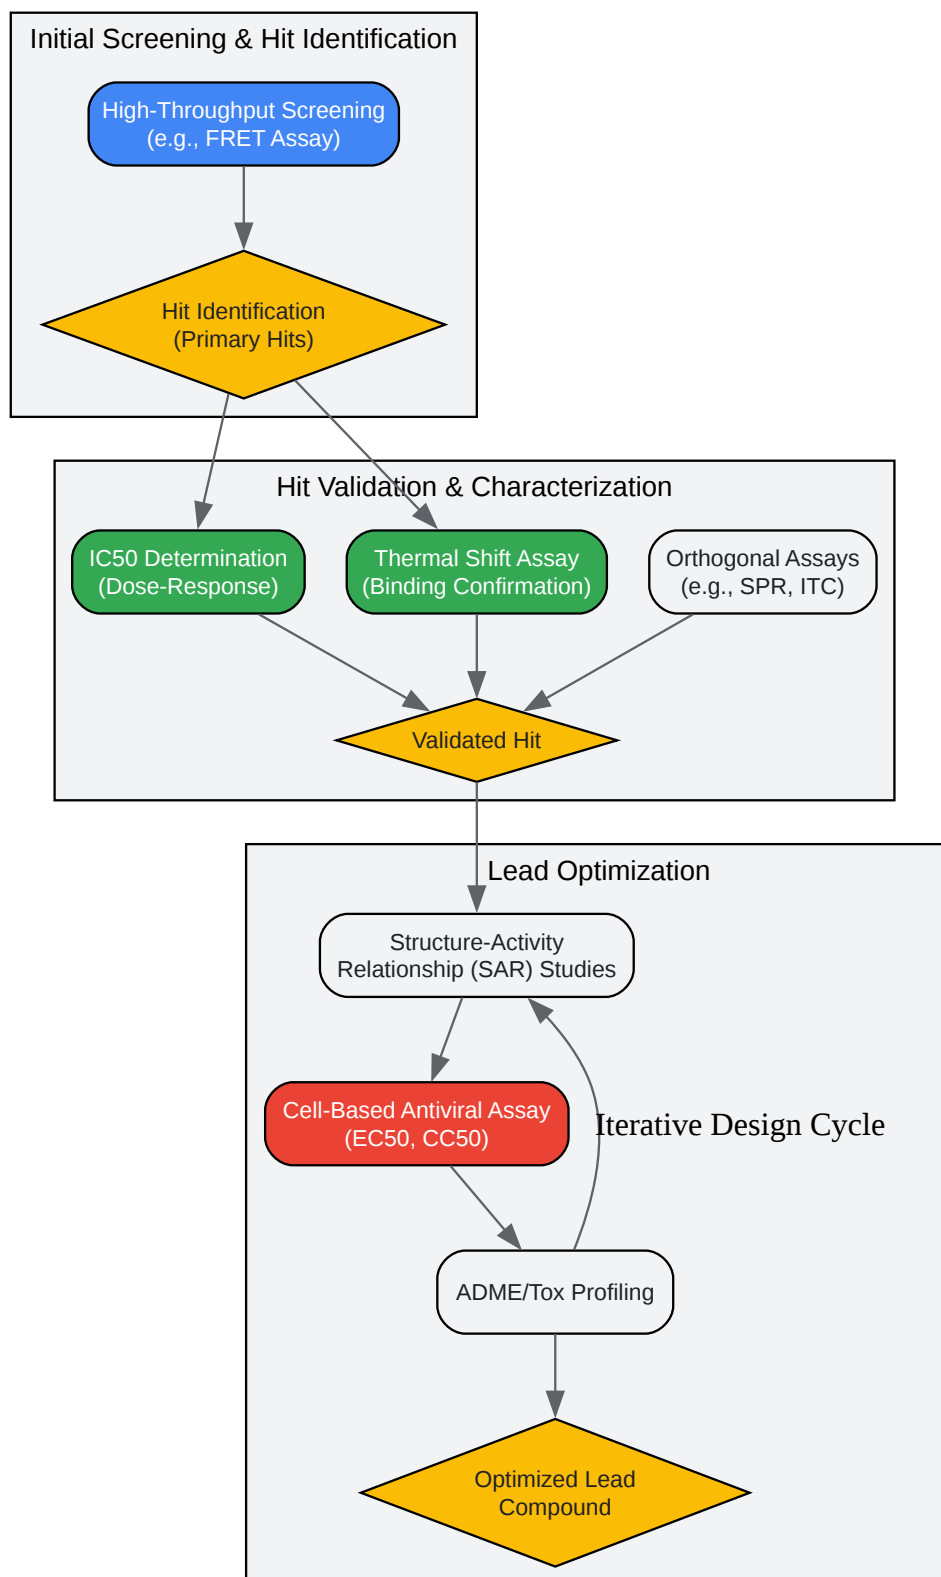 Initial Screening & Hit Identification
High-Throughput Screening
(e.g., FRET Assay)
Hit Identification
(Primary Hits)
Hit Validation & Characterization
IC50 Determination
(Dose-Response)
Thermal Shift Assay
(Binding Confirmation)
Orthogonal Assays
(e.g., SPR, ITC)
Validated Hit
Lead Optimization
Structure-Activity
Relationship (SAR) Studies
Cell-Based Antiviral Assay
(EC50, CC50)
Iterative Design Cycle
ADME/Tox Profiling
Optimized Lead
Compound